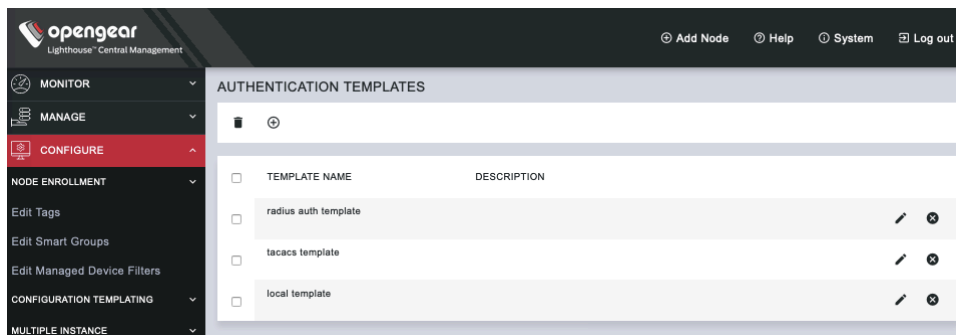 opengear
Lighthouse™ Central Management
Add Node
Help
System
Log out
MONITOR
MANAGE
CONFIGURE
NODE ENROLLMENT
Edit Tags
Edit Smart Groups
Edit Managed Device Filters
CONFIGURATION TEMPLATING
MULTIPLE INSTANCE
AUTHENTICATION TEMPLATES
TEMPLATE NAME DESCRIPTION
radius auth template
tacacs template
local template